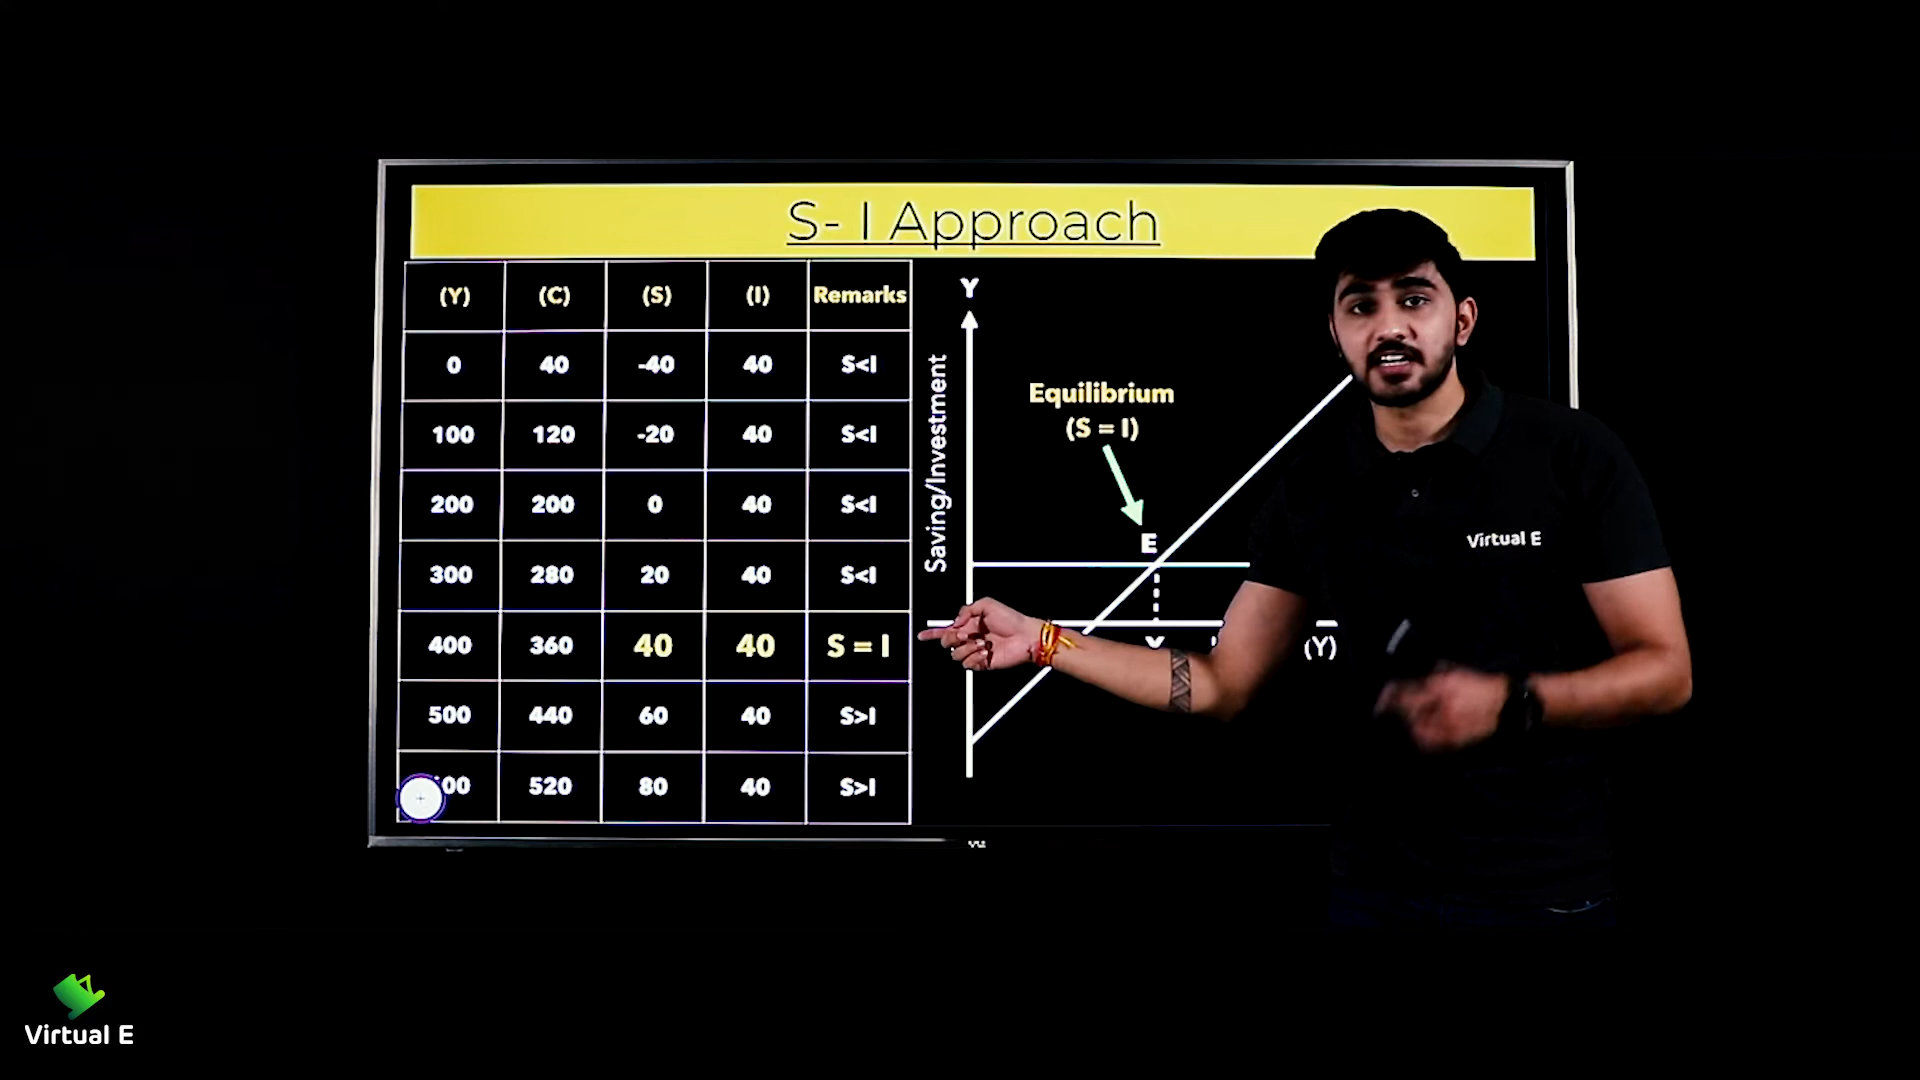 S- I Approach
(Y) (C) (S) (I) Remarks
0 40 -40 40 S<I
100 120 -20 40 S<I
200 200 0 40 S<I
300 280 20 40 S<I
400 360 40 40 S = I
500 440 60 40 S>I
520 80 40 S>I
Y
Saving/Investment
Equilibrium
(S = I)
E
(Y)
Virtual E
Virtual E